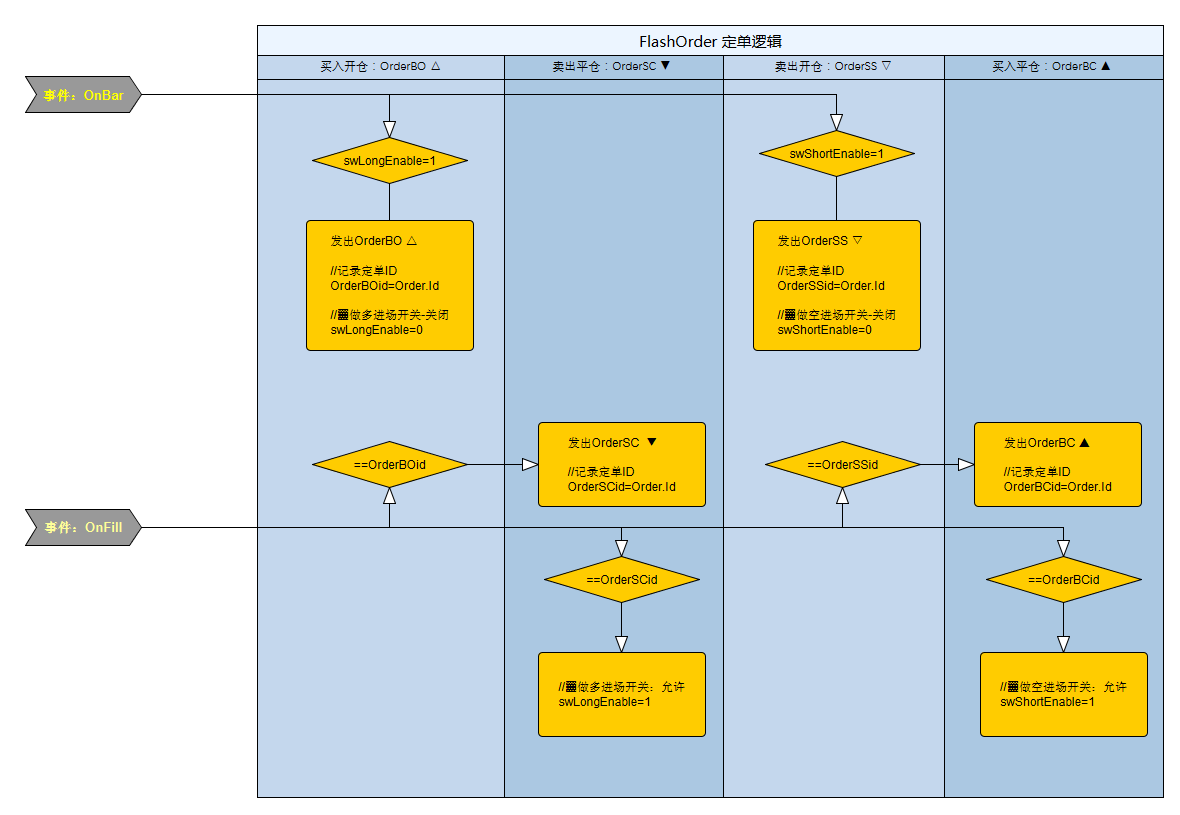 FlashOrder 定单逻辑
买入开仓：OrderBO △
卖出平仓：OrderSC ▼
卖出开仓：OrderSS ▽
买入平仓：OrderBC ▲
事件：OnBar
swLongEnable=1
swShortEnable=1
发出OrderBO △
//记录定单ID
OrderBOid=Order.Id
//▓做多进场开关-关闭
swLongEnable=0
发出OrderSS ▽
//记录定单ID
OrderSSid=Order.Id
//▓做空进场开关-关闭
swShortEnable=0
==OrderBOid
发出OrderSC ▼
//记录定单ID
OrderSCid=Order.Id
==OrderSSid
发出OrderBC ▲
//记录定单ID
OrderBCid=Order.Id
事件：OnFill
==OrderSCid
==OrderBCid
//▓做多进场开关：允许
swLongEnable=1
//▓做空进场开关：允许
swShortEnable=1